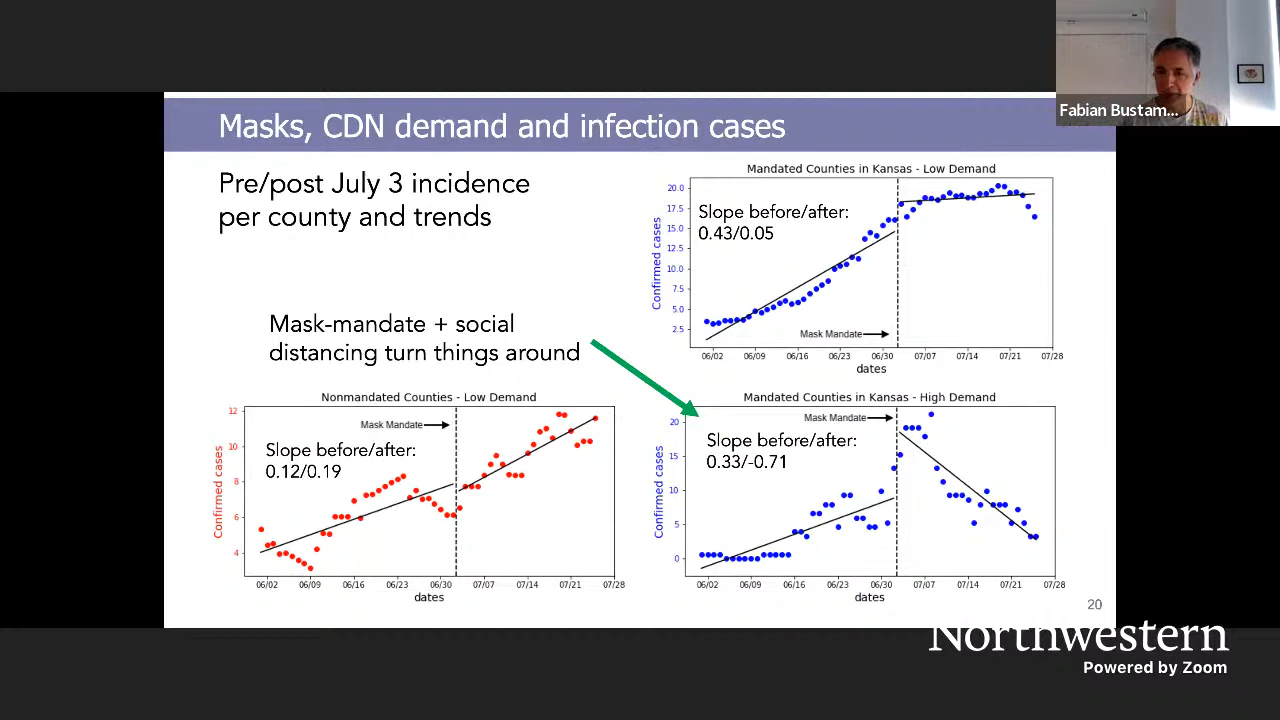 Fabian Bustam...
Masks, CDN demand and infection cases
Pre/post July 3 incidence
per county and trends
Mandated Counties in Kansas - Low Demand
Slope before/after:
0.43/0.05
Confirmed cases
20.0
17.5
15.0
12.5
10.0
7.5
5.0
2.5
Mask Mandate
06/02 06/09 06/16 06/23 06/30 07/07 07/14 07/21 07/28
dates
Mask-mandate + social
distancing turn things around
Nonmandated Counties - Low Demand
Mask Mandate
Slope before/after:
0.12/0.19
Confirmed cases
12
10
8
6
4
06/02 06/09 06/16 06/23 06/30 07/07 07/14 07/21 07/28
dates
Mandated Counties in Kansas - High Demand
Mask Mandate
Slope before/after:
0.33/-0.71
Confirmed cases
20
15
10
5
0
06/02 06/09 06/16 06/23 06/30 07/07 07/14 07/21 07/28
dates
20
Northwestern
Powered by Zoom